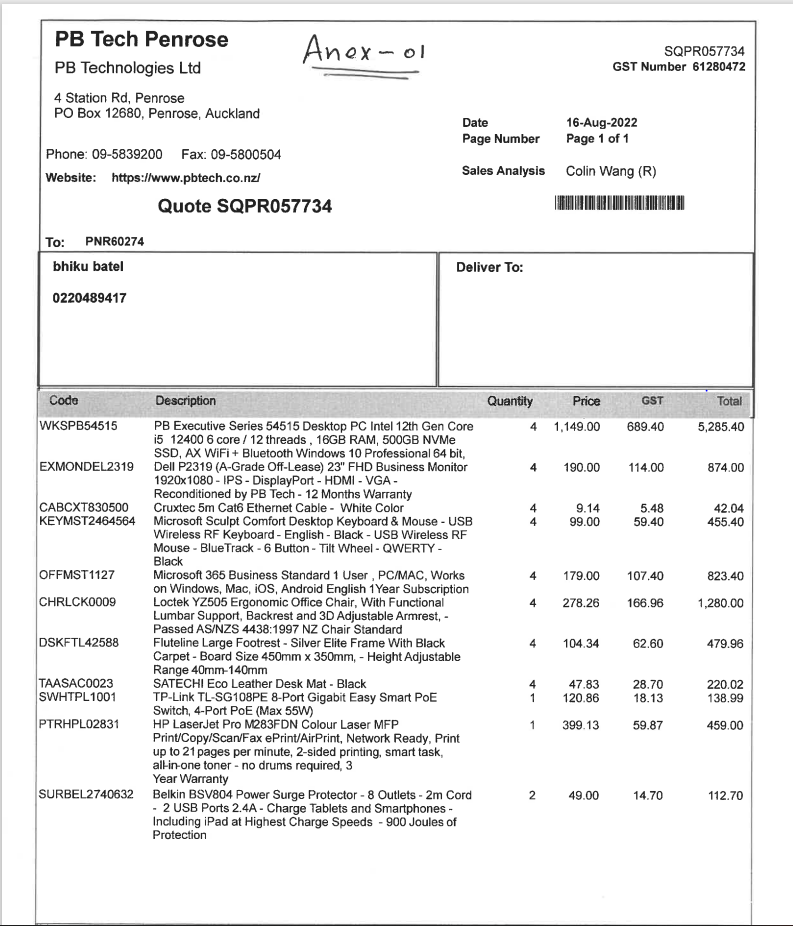 PB Tech Penrose
Anex-01
SQPR057734
PB Technologies Ltd
GST Number 61280472
4 Station Rd, Penrose
PO Box 12680, Penrose, Auckland
Date 16-Aug-2022
Page Number Page 1 of 1
Phone: 09-5839200 Fax: 09-5800504
Sales Analysis Colin Wang (R)
Website: https://www.pbtech.co.nz/
Quote SQPR057734
To: PNR60274
bhiku batel
Deliver To:
0220489417
Code Description Quantity Price GST Total
WKSPB54515 PB Executive Series 54515 Desktop PC Intel 12th Gen Core 4 1,149.00 689.40 5,285.40
i5 12400 6 core / 12 threads , 16GB RAM, 500GB NVMe
SSD, AX WiFi + Bluetooth Windows 10 Professional 64 bit,
EXMONDEL2319 Dell P2319 (A-Grade Off-Lease) 23" FHD Business Monitor 4 190.00 114.00 874.00
1920x1080 - IPS - DisplayPort - HDMI - VGA -
Reconditioned by PB Tech - 12 Months Warranty
CABCXT830500 Cruxtec 5m Cat6 Ethernet Cable - White Color 4 9.14 5.48 42.04
KEYMST2464564 Microsoft Sculpt Comfort Desktop Keyboard & Mouse - USB 4 99.00 59.40 455.40
Wireless RF Keyboard - English - Black - USB Wireless RF
Mouse - BlueTrack - 6 Button - Tilt Wheel - QWERTY -
Black
OFFMST1127 Microsoft 365 Business Standard 1 User , PC/MAC, Works 4 179.00 107.40 823.40
on Windows, Mac, iOS, Android English 1Year Subscription
CHRLCK0009 Loctek YZ505 Ergonomic Office Chair, With Functional 4 278.26 166.96 1,280.00
Lumbar Support, Backrest and 3D Adjustable Armrest, -
Passed AS/NZS 4438:1997 NZ Chair Standard
DSKFTL42588 Fluteline Large Footrest - Silver Elite Frame With Black 4 104.34 62.60 479.96
Carpet - Board Size 450mm x 350mm, - Height Adjustable
Range 40mm-140mm
TAASAC0023 SATECHI Eco Leather Desk Mat - Black 4 47.83 28.70 220.02
SWHTPL1001 TP-Link TL-SG108PE 8-Port Gigabit Easy Smart PoE 1 120.86 18.13 138.99
Switch, 4-Port PoE (Max 55W)
PTRHPL02831 HP LaserJet Pro M283FDN Colour Laser MFP 1 399.13 59.87 459.00
Print/Copy/Scan/Fax ePrint/AirPrint, Network Ready, Print
up to 21 pages per minute, 2-sided printing, smart task,
all-in-one toner - no drums required, 3
Year Warranty
SURBEL2740632 Belkin BSV804 Power Surge Protector - 8 Outlets - 2m Cord 2 49.00 14.70 112.70
- 2 USB Ports 2.4A - Charge Tablets and Smartphones -
Including iPad at Highest Charge Speeds - 900 Joules of
Protection